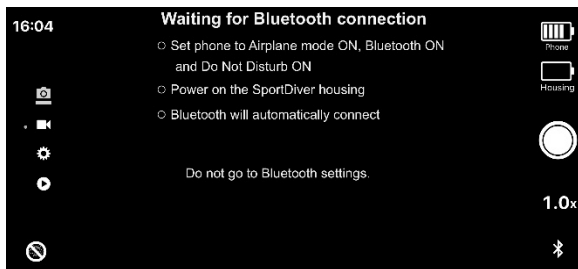 16:04
Waiting for Bluetooth connection
Set phone to Airplane mode ON, Bluetooth ON
and Do Not Disturb ON
Power on the SportDiver housing
Bluetooth will automatically connect
Do not go to Bluetooth settings.
Phone
Housing
1.0x